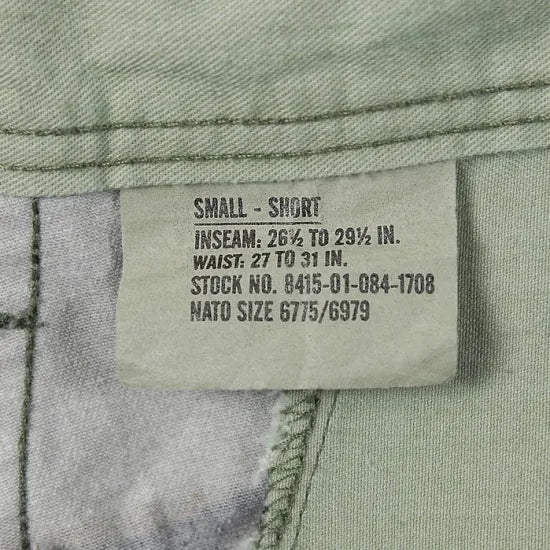 SMALL - SHORT
INSEAM: 26½ TO 29½ IN.
WAIST: 27 TO 31 IN.
STOCK NO. 8415-01-084-1708
NATO SIZE 6775/6979